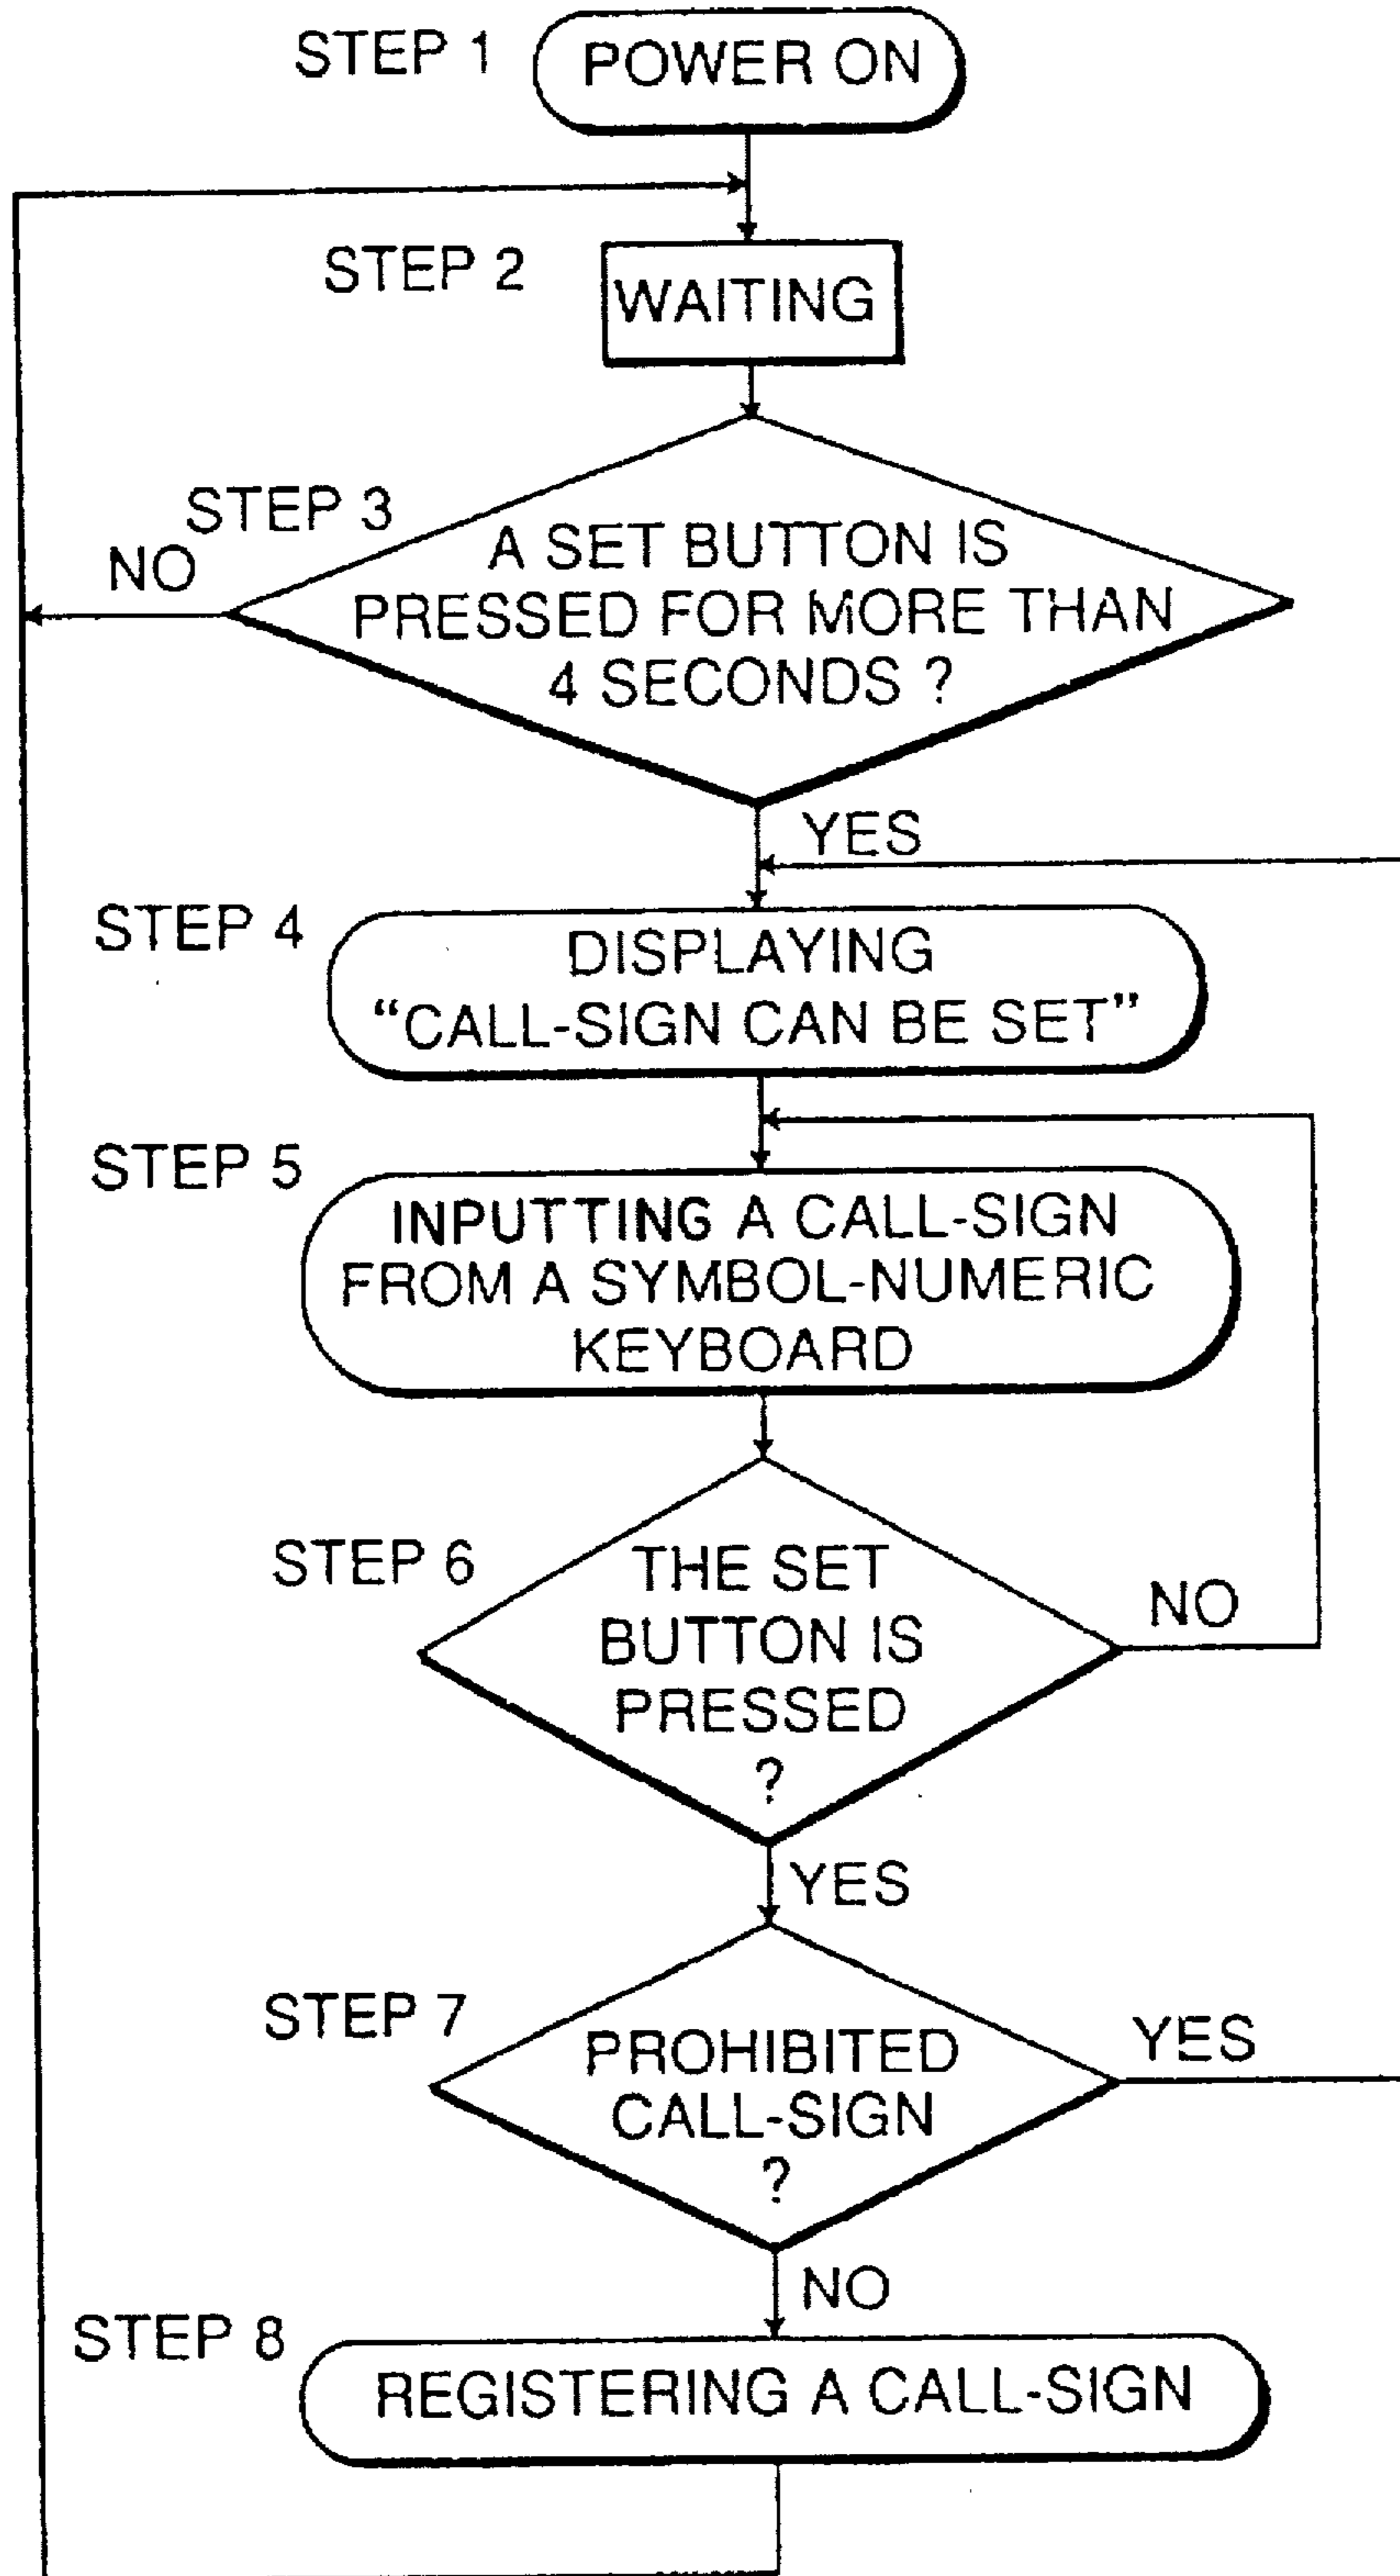 STEP 1
POWER ON
STEP 2
WAITING
STEP 3
NO
A SET BUTTON IS
PRESSED FOR MORE THAN
4 SECONDS ?
YES
STEP 4
DISPLAYING
“CALL-SIGN CAN BE SET”
STEP 5
INPUTTING A CALL-SIGN
FROM A SYMBOL-NUMERIC
KEYBOARD
STEP 6
THE SET
BUTTON IS
PRESSED
?
NO
YES
STEP 7
PROHIBITED
CALL-SIGN
?
YES
NO
STEP 8
REGISTERING A CALL-SIGN